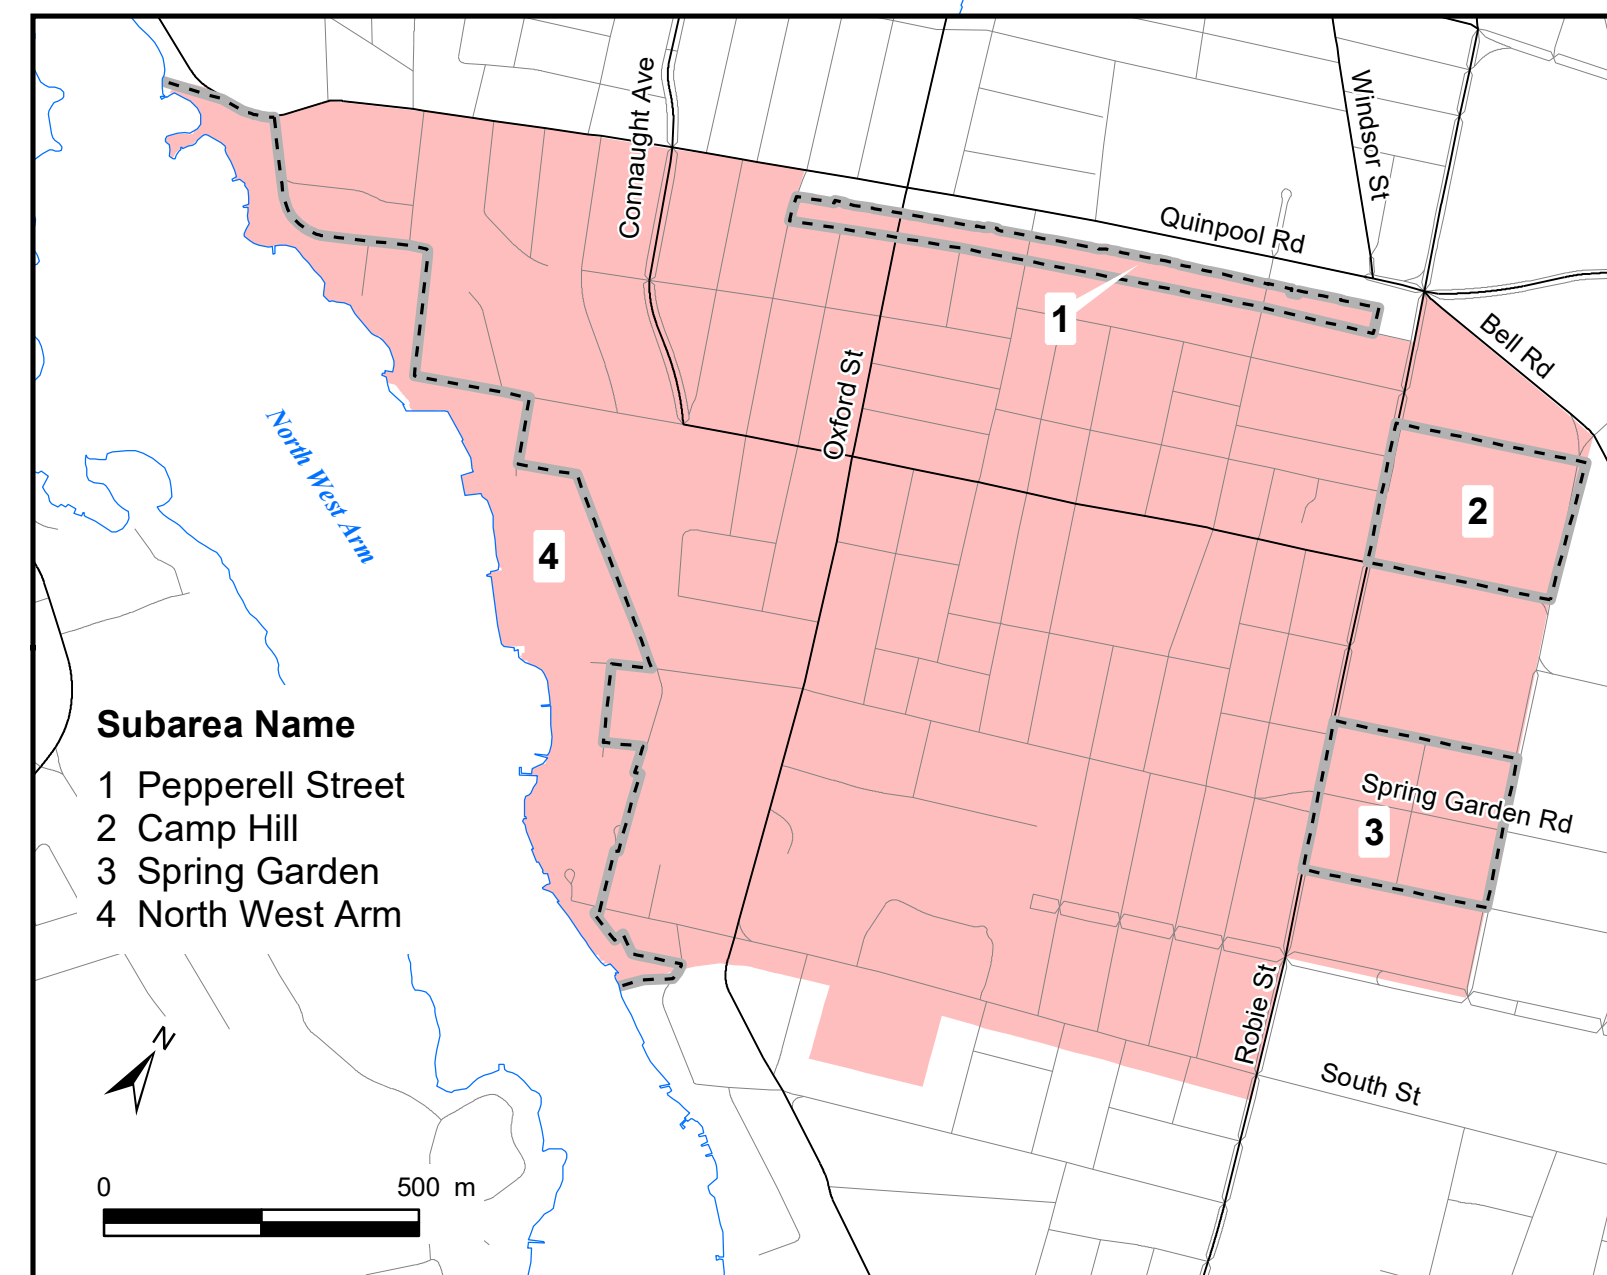 Connaught Ave
Windsor St
Quinpool Rd
1
Bell Rd
Oxford St
North West Arm
2
4
Subarea Name
1 Pepperell Street
2 Camp Hill
3 Spring Garden
4 North West Arm
Spring Garden Rd
3
Robie St
N
South St
0 500 m